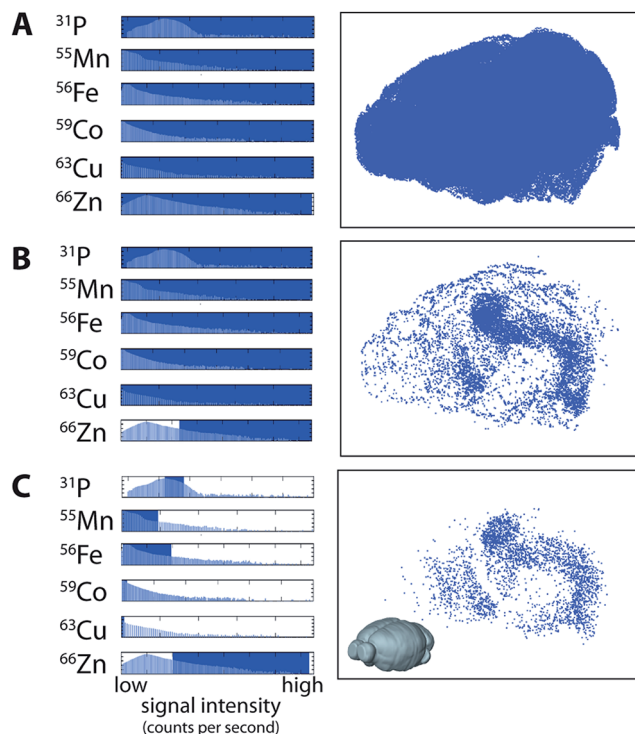 A
³¹P
⁵⁵Mn
⁵⁶Fe
⁵⁹Co
⁶³Cu
⁶⁶Zn
B
³¹P
⁵⁵Mn
⁵⁶Fe
⁵⁹Co
⁶³Cu
⁶⁶Zn
C
³¹P
⁵⁵Mn
⁵⁶Fe
⁵⁹Co
⁶³Cu
⁶⁶Zn
low high
signal intensity
(counts per second)